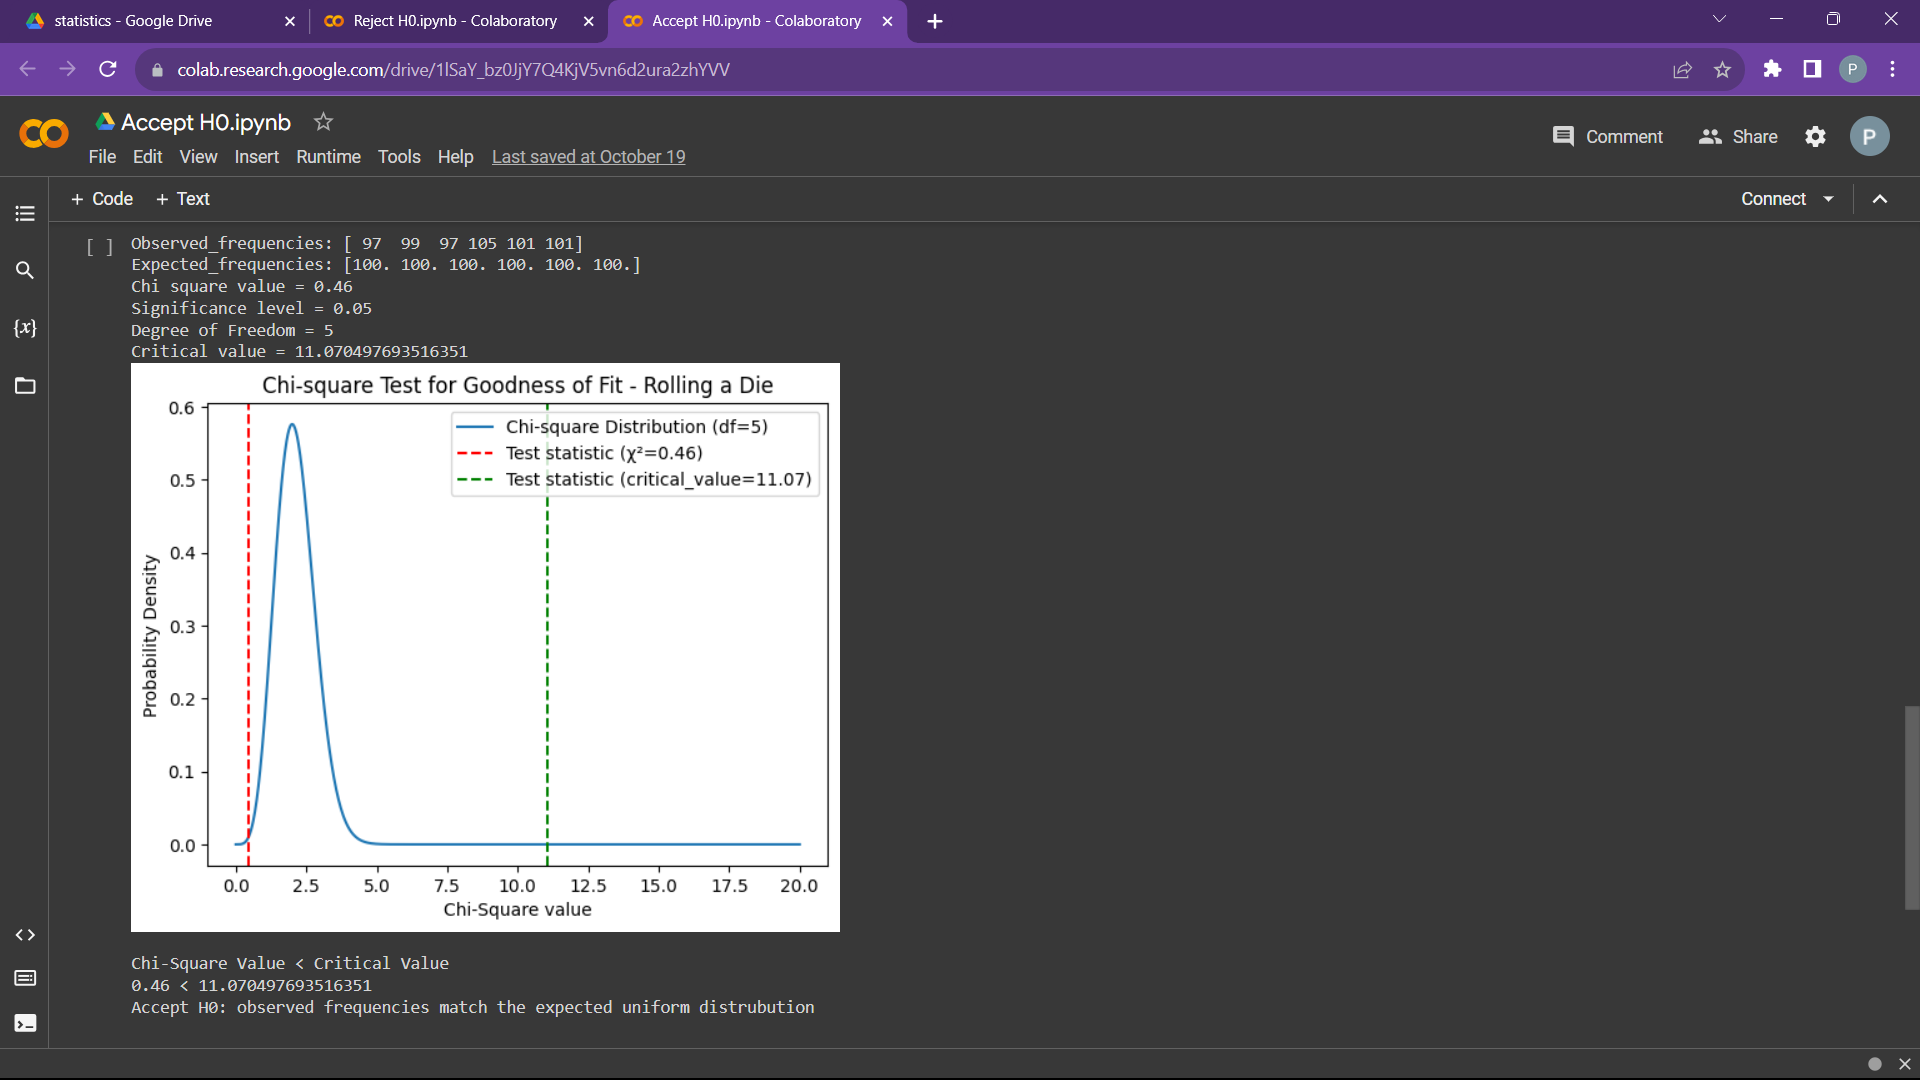 statistics - Google Drive
Reject H0.ipynb - Colaboratory
Accept H0.ipynb - Colaboratory
colab.research.google.com/drive/1lSaY_bz0JjY7Q4KjV5vn6d2ura2zhYVV
P
Accept H0.ipynb
File Edit View Insert Runtime Tools Help Last saved at October 19
Comment Share P
+ Code + Text
Connect
{x}
[ ] Observed_frequencies: [ 97  99  97 105 101 101]
Expected_frequencies: [100. 100. 100. 100. 100. 100.]
Chi square value = 0.46
Significance level = 0.05
Degree of Freedom = 5
Critical value = 11.070497693516351
Chi-square Test for Goodness of Fit - Rolling a Die
Chi-square Distribution (df=5)
Test statistic (χ²=0.46)
Test statistic (critical_value=11.07)
Probability Density
0.6
0.5
0.4
0.3
0.2
0.1
0.0
0.0 2.5 5.0 7.5 10.0 12.5 15.0 17.5 20.0
Chi-Square value
Chi-Square Value < Critical Value
0.46 < 11.070497693516351
Accept H0: observed frequencies match the expected uniform distrubution